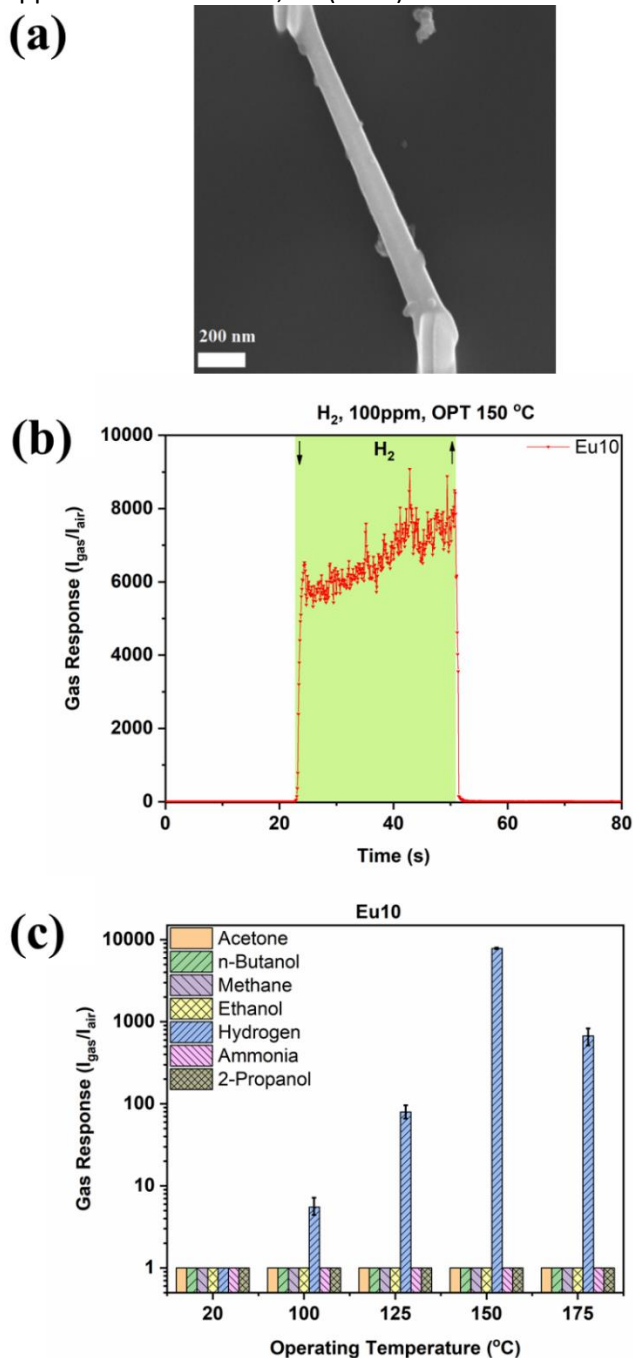 (a)
200 nm
(b)
H₂, 100ppm, OPT 150 °C
H₂
Eu10
10000
8000
6000
4000
2000
0
Gas Response (Igas/Iair)
0 20 40 60 80
Time (s)
(c)
Eu10
Acetone
n-Butanol
Methane
Ethanol
Hydrogen
Ammonia
2-Propanol
10000
1000
100
10
1
Gas Response (Igas/Iair)
20 100 125 150 175
Operating Temperature (°C)